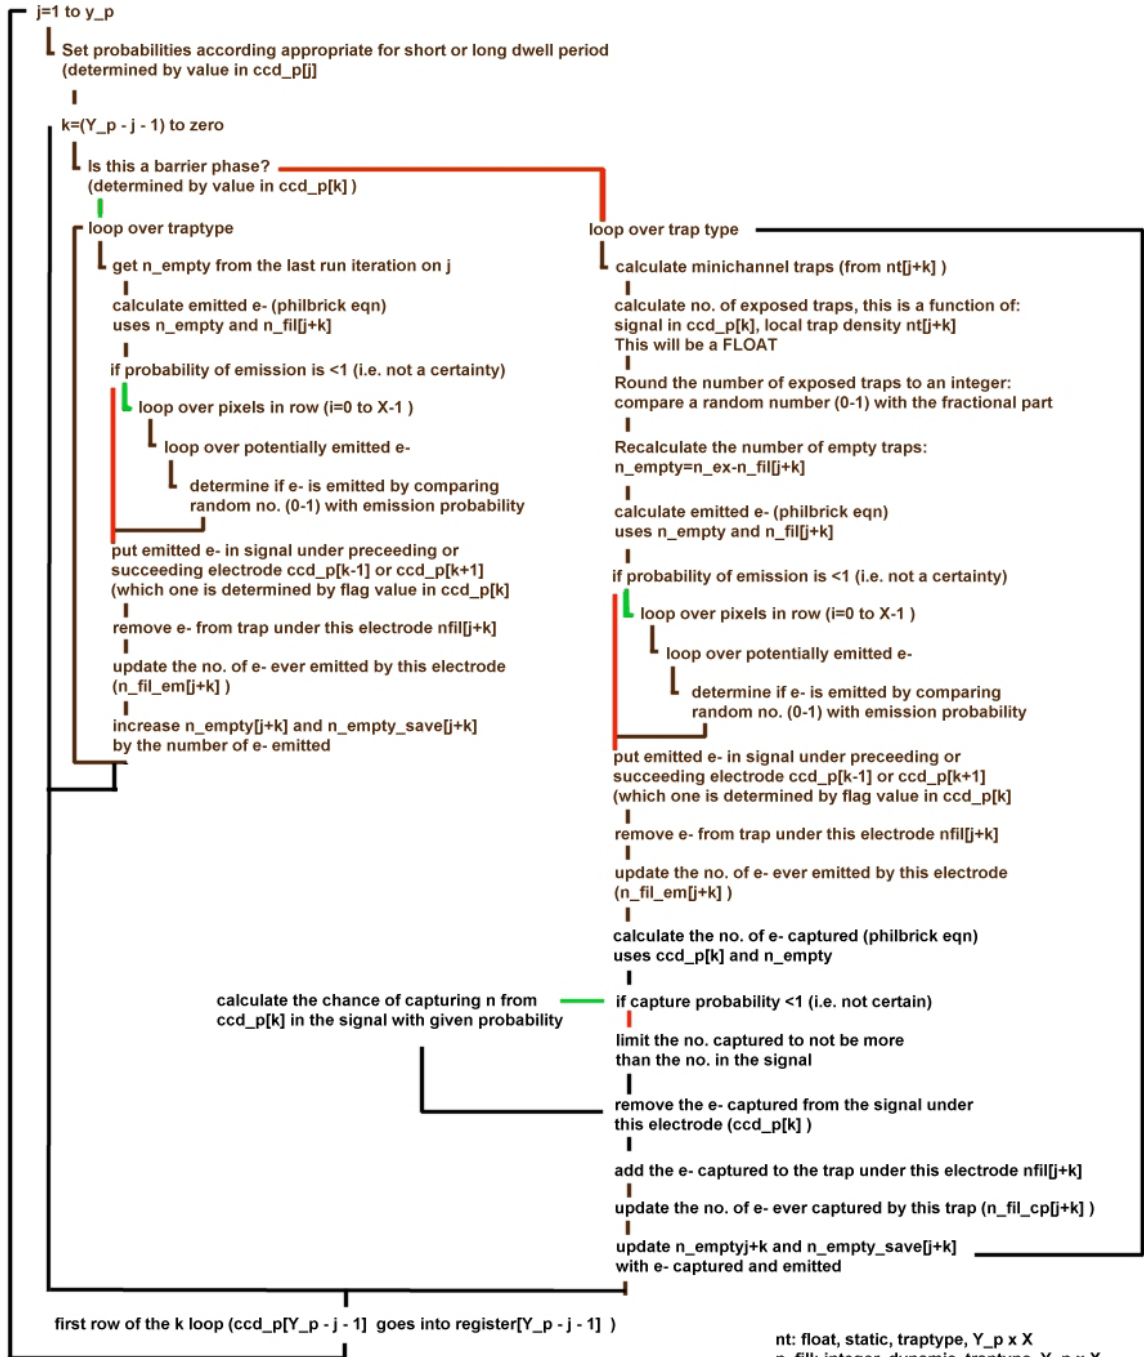 j=1 to y_p
Set probabilities according appropriate for short or long dwell period
(determined by value in ccd_p[j]
k=(Y_p - j - 1) to zero
Is this a barrier phase?
(determined by value in ccd_p[k] )
loop over traptype
get n_empty from the last run iteration on j
calculate emitted e- (philbrick eqn)
uses n_empty and n_fil[j+k]
if probability of emission is <1 (i.e. not a certainty)
loop over pixels in row (i=0 to X-1 )
loop over potentially emitted e-
determine if e- is emitted by comparing
random no. (0-1) with emission probability
put emitted e- in signal under preceeding or
succeeding electrode ccd_p[k-1] or ccd_p[k+1]
(which one is determined by flag value in ccd_p[k]
remove e- from trap under this electrode nfil[j+k]
update the no. of e- ever emitted by this electrode
(n_fil_em[j+k] )
increase n_empty[j+k] and n_empty_save[j+k]
by the number of e- emitted
loop over trap type
calculate minichannel traps (from nt[j+k] )
calculate no. of exposed traps, this is a function of:
signal in ccd_p[k], local trap density nt[j+k]
This will be a FLOAT
Round the number of exposed traps to an integer:
compare a random number (0-1) with the fractional part
Recalculate the number of empty traps:
n_empty=n_ex-n_fil[j+k]
calculate emitted e- (philbrick eqn)
uses n_empty and n_fil[j+k]
if probability of emission is <1 (i.e. not a certainty)
loop over pixels in row (i=0 to X-1 )
loop over potentially emitted e-
determine if e- is emitted by comparing
random no. (0-1) with emission probability
put emitted e- in signal under preceeding or
succeeding electrode ccd_p[k-1] or ccd_p[k+1]
(which one is determined by flag value in ccd_p[k]
remove e- from trap under this electrode nfil[j+k]
update the no. of e- ever emitted by this electrode
(n_fil_em[j+k] )
calculate the no. of e- captured (philbrick eqn)
uses ccd_p[k] and n_empty
if capture probability <1 (i.e. not certain)
calculate the chance of capturing n from
ccd_p[k] in the signal with given probability
limit the no. captured to not be more
than the no. in the signal
remove the e- captured from the signal under
this electrode (ccd_p[k] )
add the e- captured to the trap under this electrode nfil[j+k]
update the no. of e- ever captured by this trap (n_fil_cp[j+k] )
update n_emptyj+k and n_empty_save[j+k]
with e- captured and emitted
first row of the k loop (ccd_p[Y_p - j - 1] goes into register[Y_p - j - 1] )
nt: float, static, traptype, Y_p x X